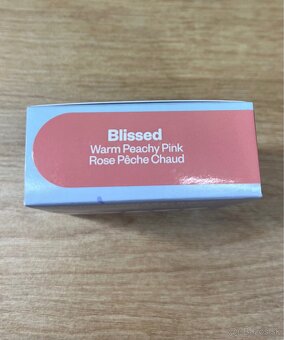 Blissed
Warm Peachy Pink
Rose Pêche Chaud